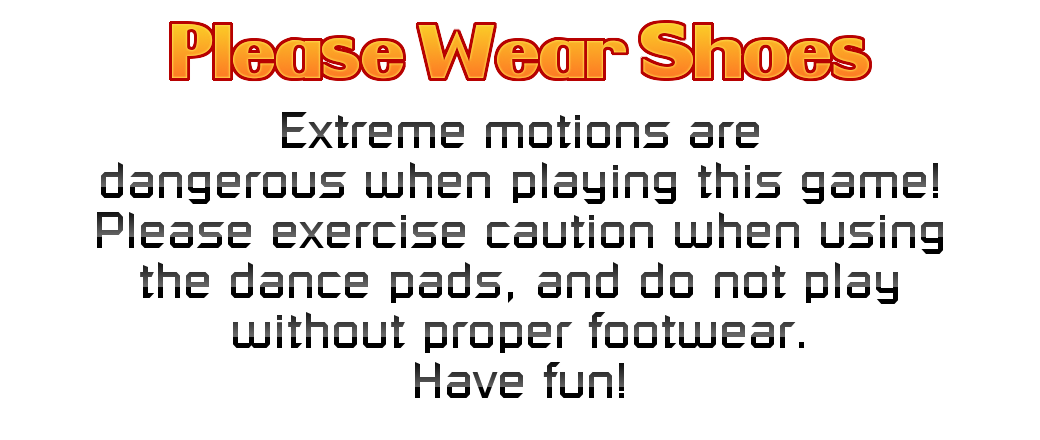 Please Wear Shoes
Extreme motions are
dangerous when playing this game!
Please exercise caution when using
the dance pads, and do not play
without proper footwear.
Have fun!